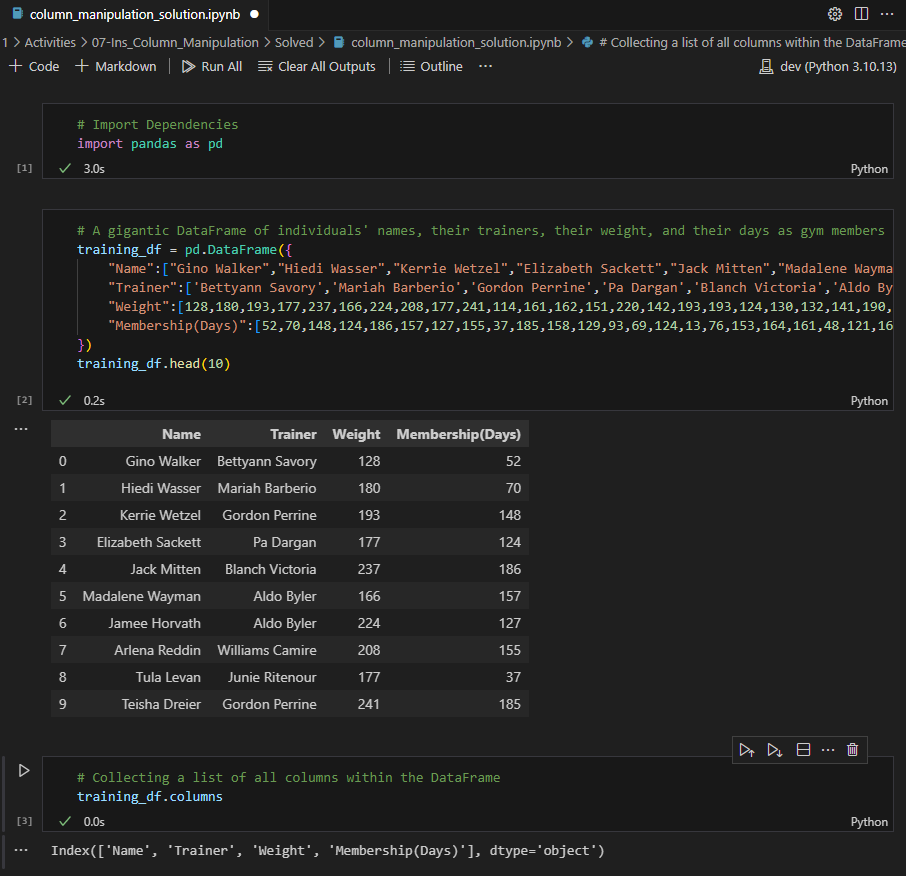 column_manipulation_solution.ipynb
1 > Activities > 07-Ins_Column_Manipulation > Solved > column_manipulation_solution.ipynb > # Collecting a list of all columns within the DataFrame
+ Code + Markdown | Run All Clear All Outputs | Outline ··· dev (Python 3.10.13)
# Import Dependencies
import pandas as pd
[1] 3.0s Python
# A gigantic DataFrame of individuals' names, their trainers, their weight, and their days as gym members
training_df = pd.DataFrame({
"Name":["Gino Walker","Hiedi Wasser","Kerrie Wetzel","Elizabeth Sackett","Jack Mitten","Madalene Wayma
"Trainer":['Bettyann Savory','Mariah Barberio','Gordon Perrine','Pa Dargan','Blanch Victoria','Aldo By
"Weight":[128,180,193,177,237,166,224,208,177,241,114,161,162,151,220,142,193,193,124,130,132,141,190,
"Membership(Days)":[52,70,148,124,186,157,127,155,37,185,158,129,93,69,124,13,76,153,164,161,48,121,16
})
training_df.head(10)
[2] 0.2s Python
Name Trainer Weight Membership(Days)
0 Gino Walker Bettyann Savory 128 52
1 Hiedi Wasser Mariah Barberio 180 70
2 Kerrie Wetzel Gordon Perrine 193 148
3 Elizabeth Sackett Pa Dargan 177 124
4 Jack Mitten Blanch Victoria 237 186
5 Madalene Wayman Aldo Byler 166 157
6 Jamee Horvath Aldo Byler 224 127
7 Arlena Reddin Williams Camire 208 155
8 Tula Levan Junie Ritenour 177 37
9 Teisha Dreier Gordon Perrine 241 185
# Collecting a list of all columns within the DataFrame
training_df.columns
[3] 0.0s Python
Index(['Name', 'Trainer', 'Weight', 'Membership(Days)'], dtype='object')